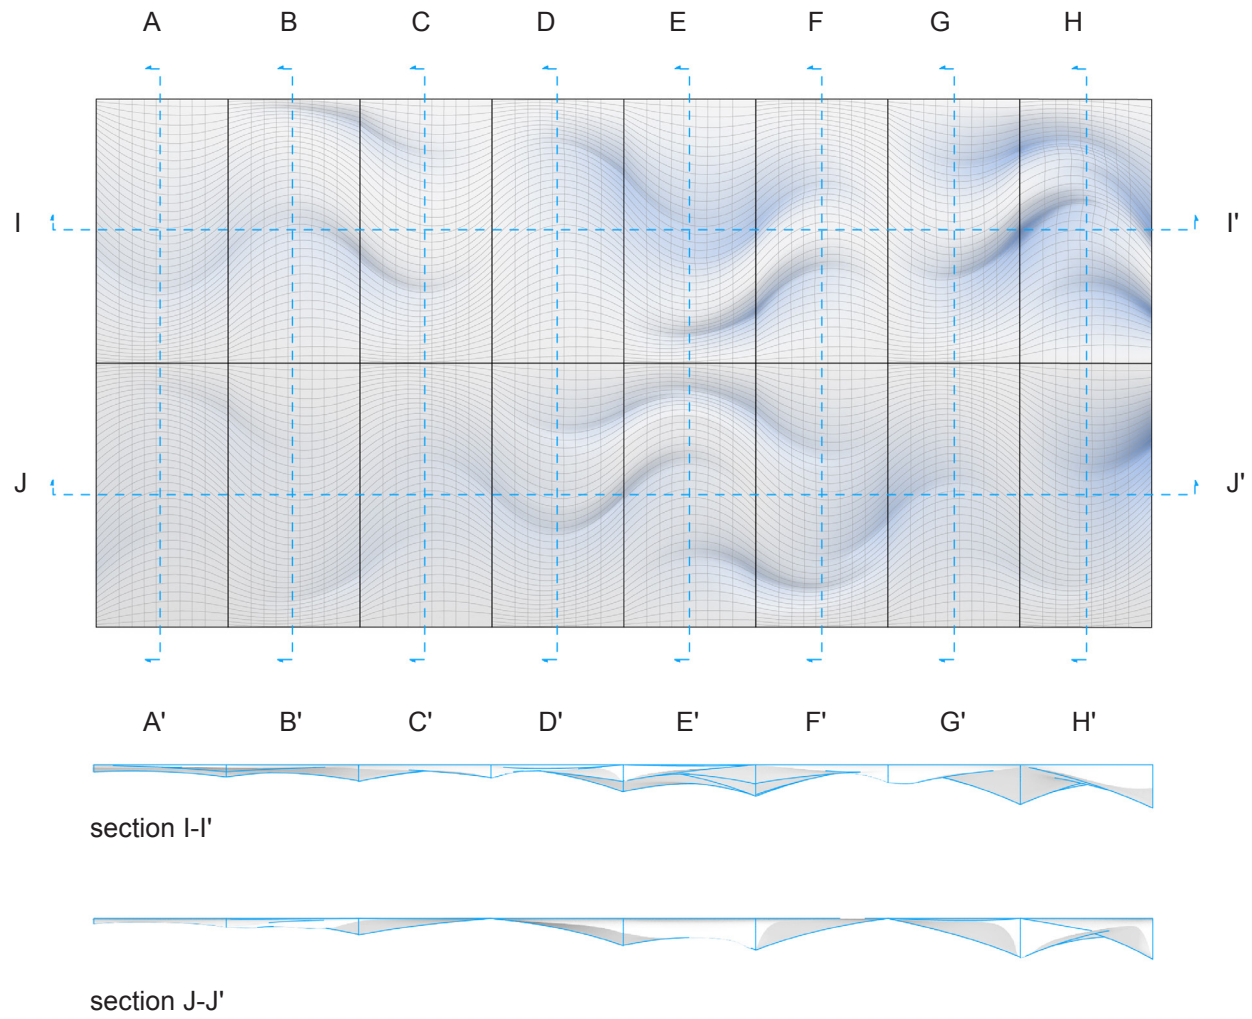 A B C D E F G H
I I'
J J'
A' B' C' D' E' F' G' H'
section I-I'
section J-J'